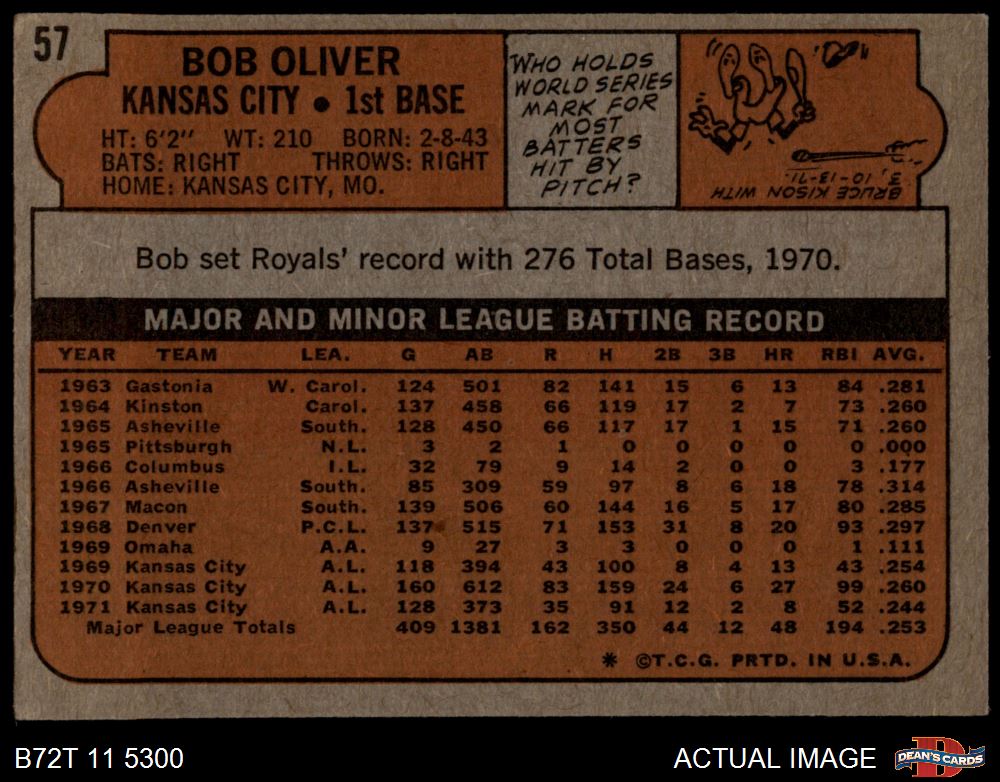 57
BOB OLIVER
KANSAS CITY • 1st BASE
HT: 6'2" WT: 210 BORN: 2-8-43
BATS: RIGHT THROWS: RIGHT
HOME: KANSAS CITY, MO.
WHO HOLDS
WORLD SERIES
MARK FOR
MOST
BATTERS
HIT BY
PITCH?
BRUCE KISON WITH
3, 10-13-71.
Bob set Royals' record with 276 Total Bases, 1970.
MAJOR AND MINOR LEAGUE BATTING RECORD
YEAR TEAM LEA. G AB R H 2B 3B HR RBI AVG.
1963 Gastonia W. Carol. 124 501 82 141 15 6 13 84 .281
1964 Kinston Carol. 137 458 66 119 17 2 7 73 .260
1965 Asheville South. 128 450 66 117 17 1 15 71 .260
1965 Pittsburgh N.L. 3 2 1 0 0 0 0 0 .000
1966 Columbus I.L. 32 79 9 14 2 0 0 3 .177
1966 Asheville South. 85 309 59 97 8 6 18 78 .314
1967 Macon South. 139 506 60 144 16 5 17 80 .285
1968 Denver P.C.L. 137 515 71 153 31 8 20 93 .297
1969 Omaha A.A. 9 27 3 3 0 0 0 1 .111
1969 Kansas City A.L. 118 394 43 100 8 4 13 43 .254
1970 Kansas City A.L. 160 612 83 159 24 6 27 99 .260
1971 Kansas City A.L. 128 373 35 91 12 2 8 52 .244
Major League Totals 409 1381 162 350 44 12 48 194 .253
* ©T.C.G. PRTD. IN U.S.A.
B72T 11 5300 ACTUAL IMAGE
D
DEAN'S CARDS